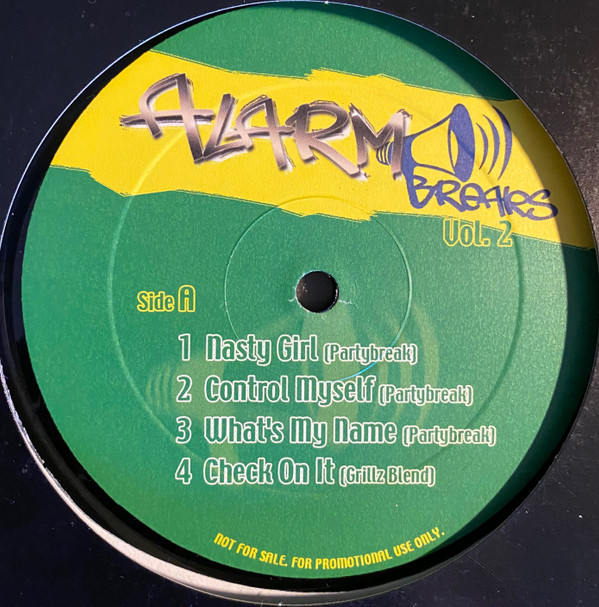 ALARM
BREAKS
Vol. 2
Side A
1 Nasty Girl (Partybreak)
2 Control Myself (Partybreak)
3 What's My Name (Partybreak)
4 Check On It (Grillz Blend)
NOT FOR SALE. FOR PROMOTIONAL USE ONLY.